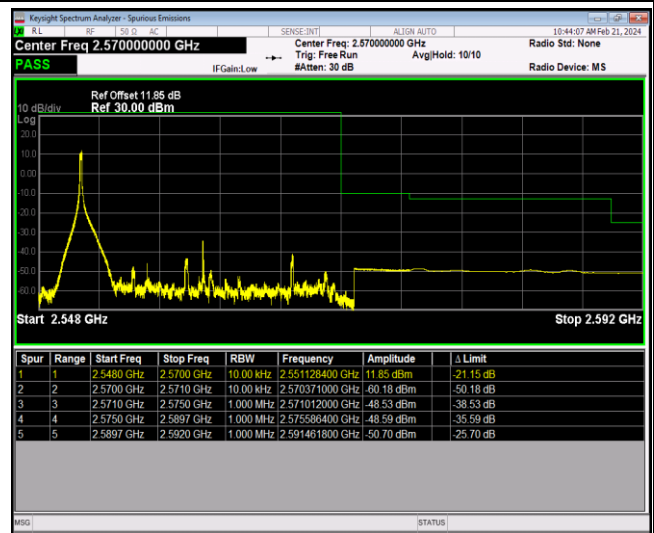 Keysight Spectrum Analyzer - Spurious Emissions
LXI RL RF 50 Ω AC SENSE:INT ALIGN AUTO 10:44:07 AM Feb 21, 2024
Center Freq 2.570000000 GHz Center Freq: 2.570000000 GHz Radio Std: None
Trig: Free Run Avg|Hold: 10/10
PASS IFGain:Low #Atten: 30 dB Radio Device: MS
Ref Offset 11.85 dB
10 dB/div Ref 30.00 dBm
Log
20.0
10.0
0.00
-10.0
-20.0
-30.0
-40.0
-50.0
-60.0
Start 2.548 GHz Stop 2.592 GHz
Spur Range Start Freq Stop Freq RBW Frequency Amplitude Δ Limit
1 1 2.5480 GHz 2.5700 GHz 10.00 kHz 2.551128400 GHz 11.85 dBm -21.15 dB
2 2 2.5700 GHz 2.5710 GHz 10.00 kHz 2.570371000 GHz -60.18 dBm -50.18 dB
3 3 2.5710 GHz 2.5750 GHz 1.000 MHz 2.571012000 GHz -48.53 dBm -38.53 dB
4 4 2.5750 GHz 2.5897 GHz 1.000 MHz 2.575586400 GHz -48.59 dBm -35.59 dB
5 5 2.5897 GHz 2.5920 GHz 1.000 MHz 2.591461800 GHz -50.70 dBm -25.70 dB
MSG STATUS